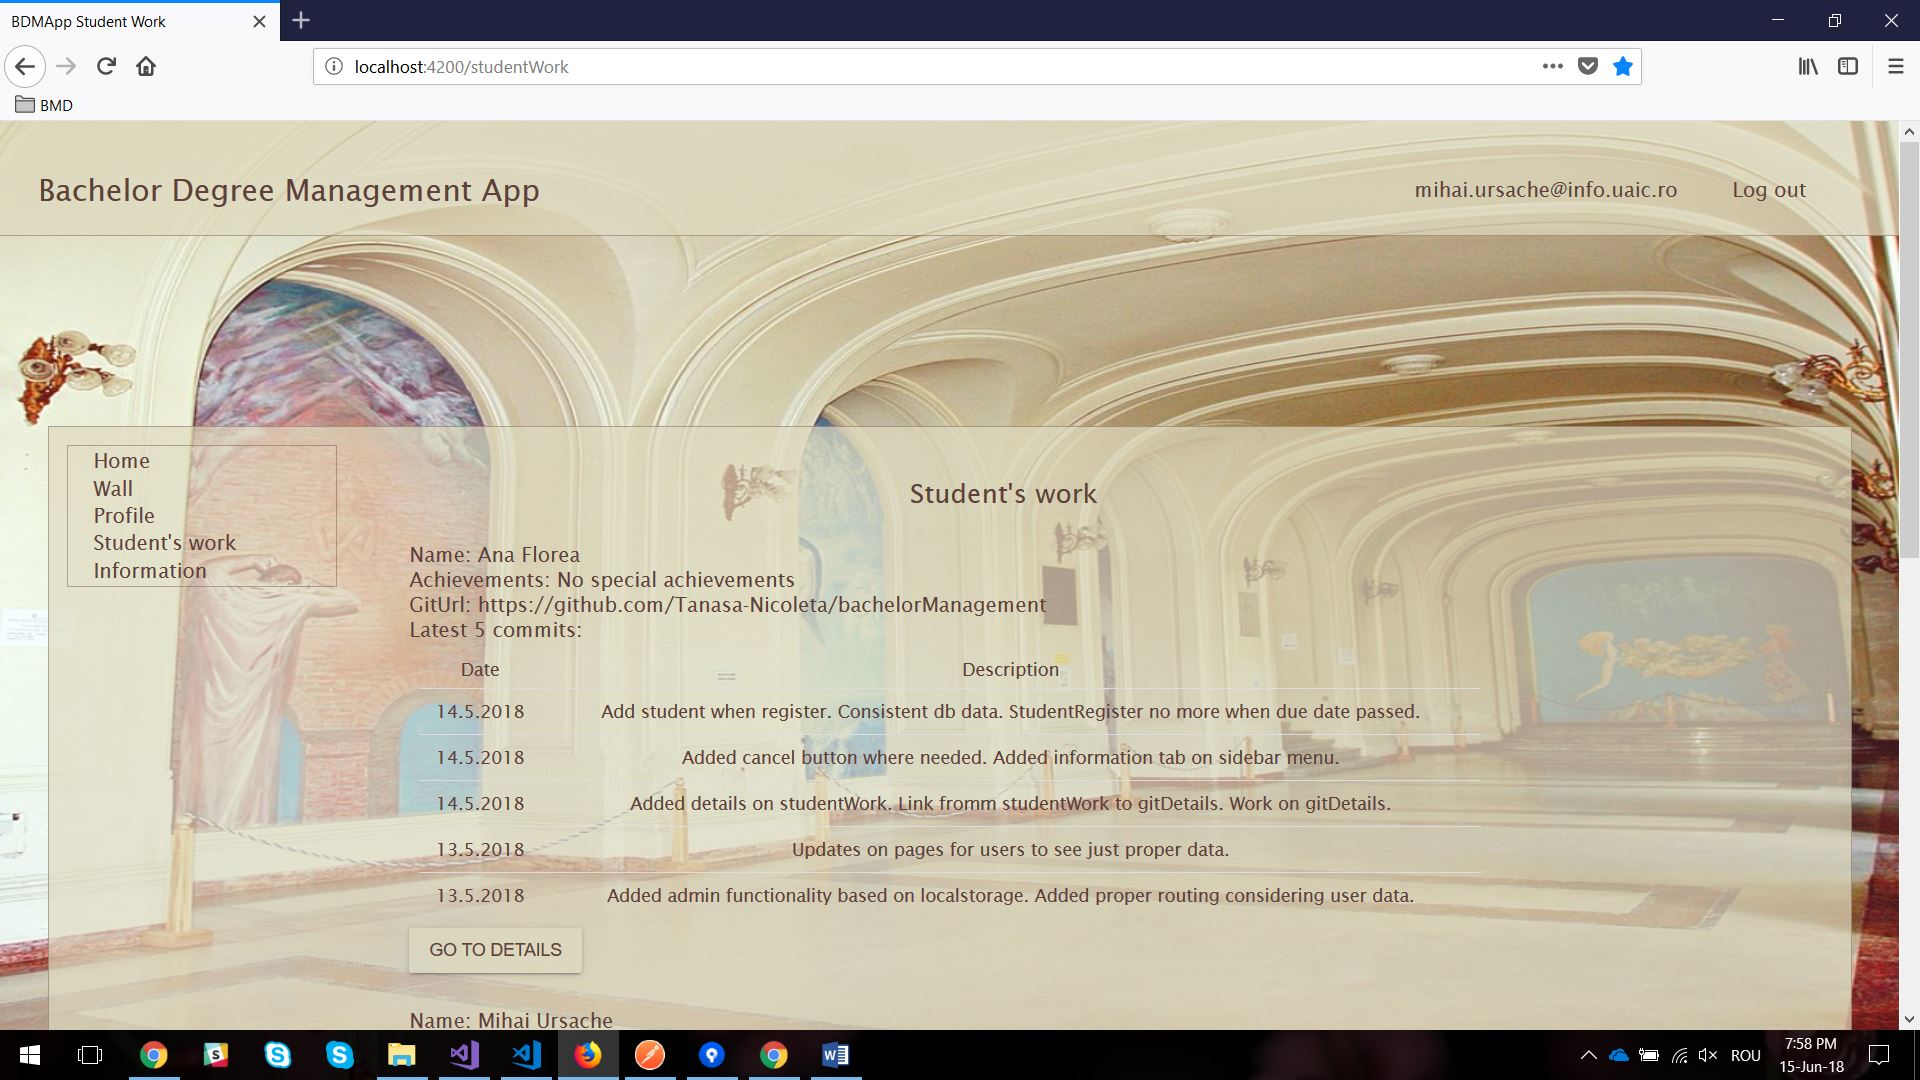 BDMApp Student Work
localhost:4200/studentWork
BMD
Bachelor Degree Management App
mihai.ursache@info.uaic.ro
Log out
Home
Wall
Profile
Student's work
Information
Student's work
Name: Ana Florea
Achievements: No special achievements
GitUrl: https://github.com/Tanasa-Nicoleta/bachelorManagement
Latest 5 commits:
Date Description
14.5.2018 Add student when register. Consistent db data. StudentRegister no more when due date passed.
14.5.2018 Added cancel button where needed. Added information tab on sidebar menu.
14.5.2018 Added details on studentWork. Link fromm studentWork to gitDetails. Work on gitDetails.
13.5.2018 Updates on pages for users to see just proper data.
13.5.2018 Added admin functionality based on localstorage. Added proper routing considering user data.
GO TO DETAILS
Name: Mihai Ursache
ROU
7:58 PM
15-Jun-18